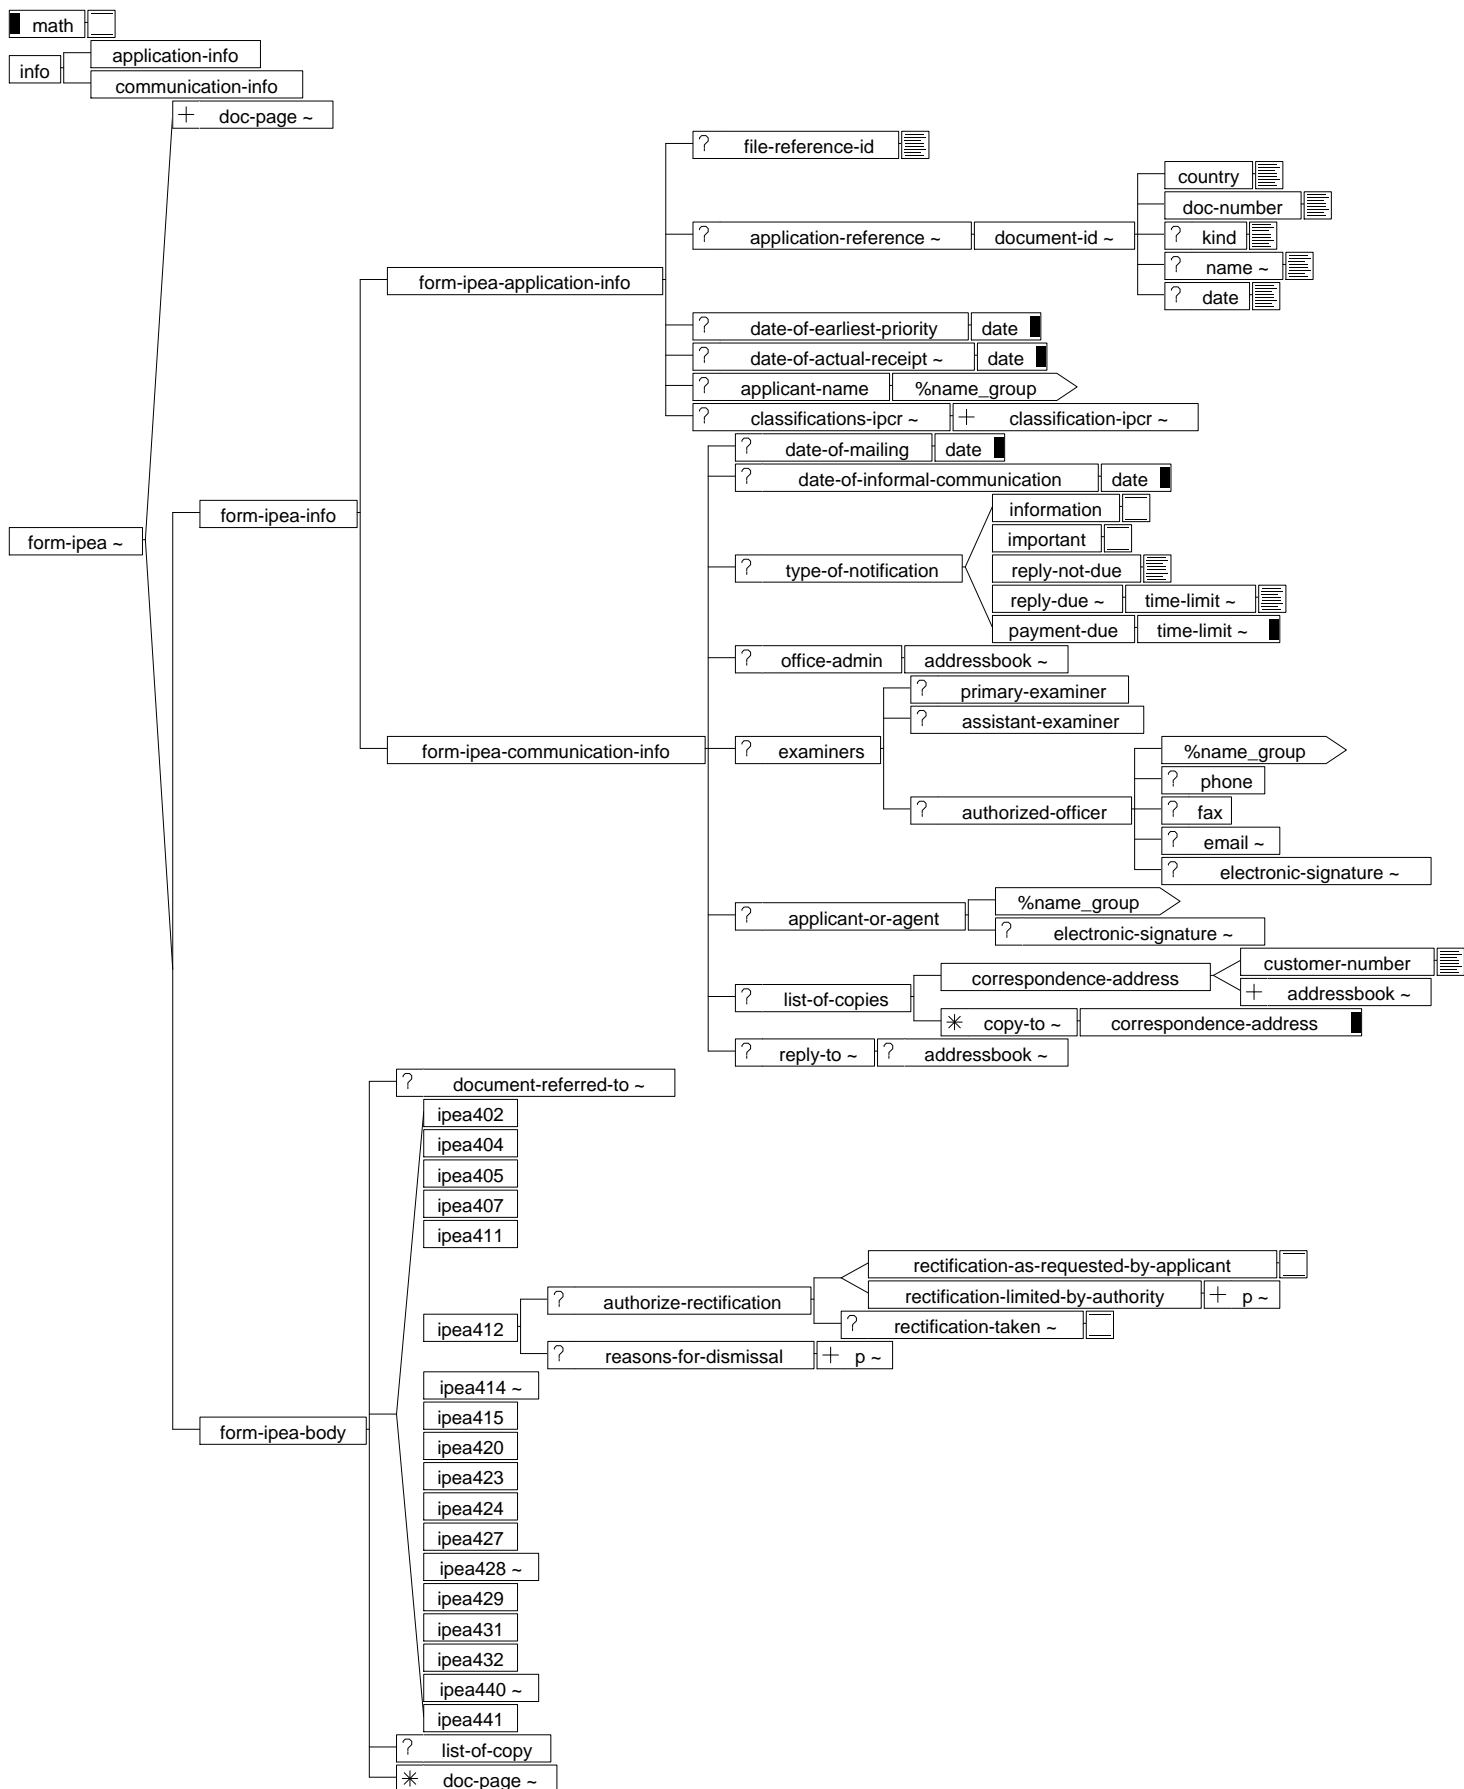 math
info
application-info
communication-info
+ doc-page ~
? file-reference-id
country
doc-number
? application-reference ~ document-id ~
? kind
? name ~
? date
form-ipea-application-info
? date-of-earliest-priority date
? date-of-actual-receipt ~ date
? applicant-name %name_group
? classifications-ipcr ~ + classification-ipcr ~
? date-of-mailing date
? date-of-informal-communication date
form-ipea-info
form-ipea ~
information
important
? type-of-notification
reply-not-due
reply-due ~ time-limit ~
payment-due time-limit ~
? office-admin addressbook ~
? primary-examiner
? assistant-examiner
form-ipea-communication-info
? examiners
%name_group
? phone
? authorized-officer
? fax
? email ~
? electronic-signature ~
? applicant-or-agent
%name_group
? electronic-signature ~
customer-number
correspondence-address
+ addressbook ~
? list-of-copies
* copy-to ~ correspondence-address
? reply-to ~ ? addressbook ~
? document-referred-to ~
ipea402
ipea404
ipea405
ipea407
ipea411
rectification-as-requested-by-applicant
? authorize-rectification
rectification-limited-by-authority + p ~
ipea412
? rectification-taken ~
? reasons-for-dismissal + p ~
ipea414 ~
ipea415
form-ipea-body
ipea420
ipea423
ipea424
ipea427
ipea428 ~
ipea429
ipea431
ipea432
ipea440 ~
ipea441
? list-of-copy
* doc-page ~